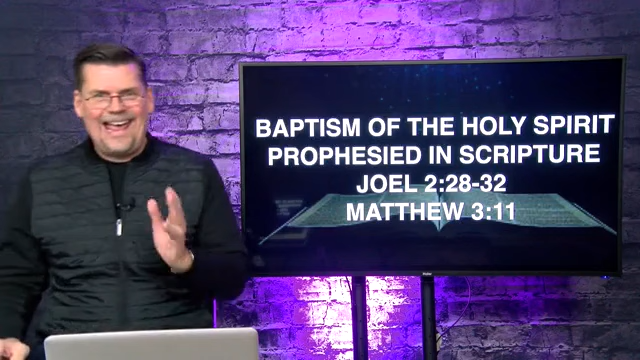 BAPTISM OF THE HOLY SPIRIT
PROPHESIED IN SCRIPTURE
JOEL 2:28-32
MATTHEW 3:11